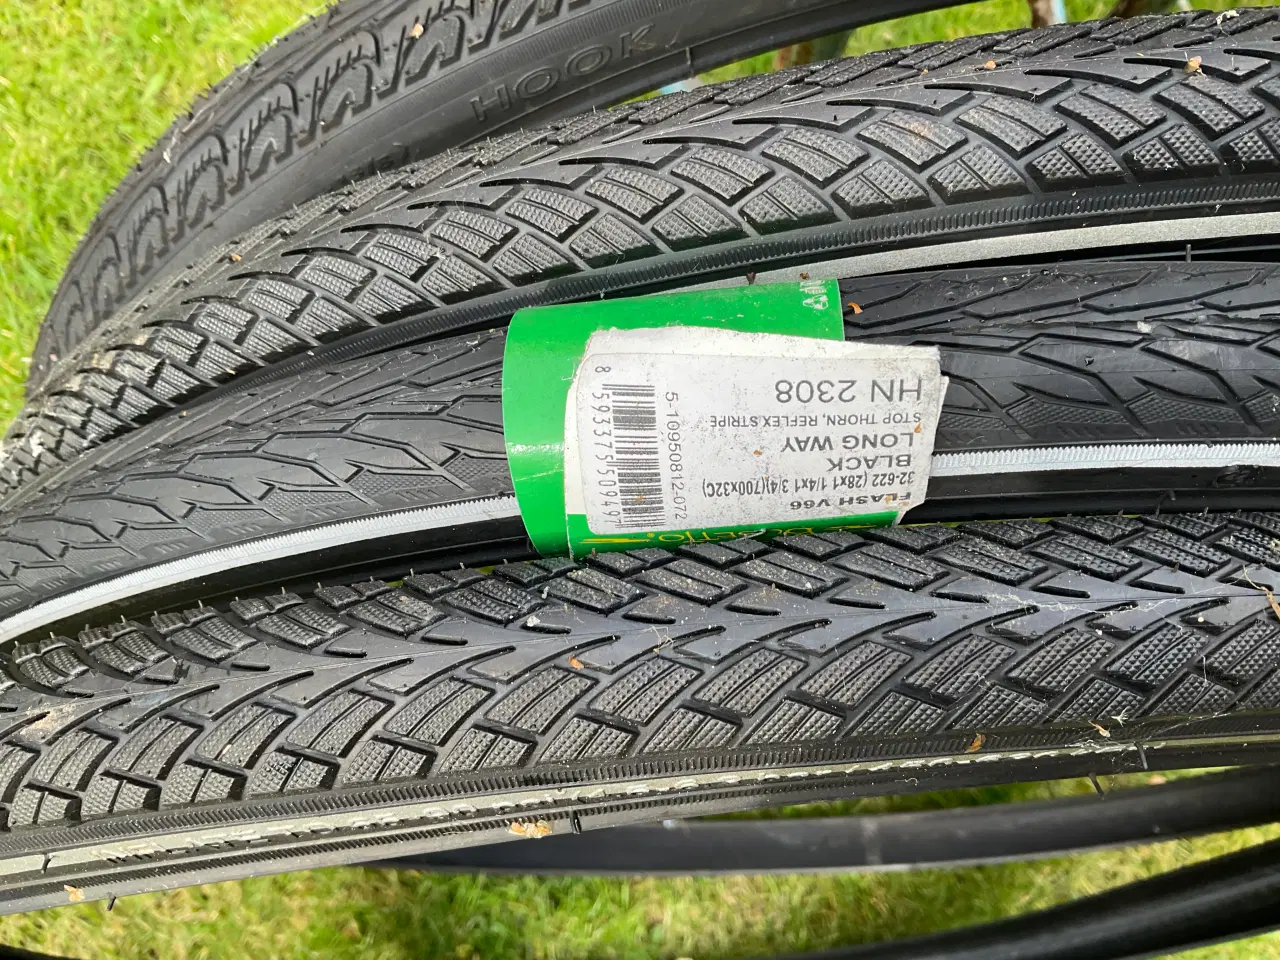 HOOK
FLASH V66
32-622 (28x1 1/4x1 3/4)(700x32C)
BLACK
LONG WAY
STOP THORN, REFLEX STRIPE
HN 2308
5-10950812-072
8 593375 509497